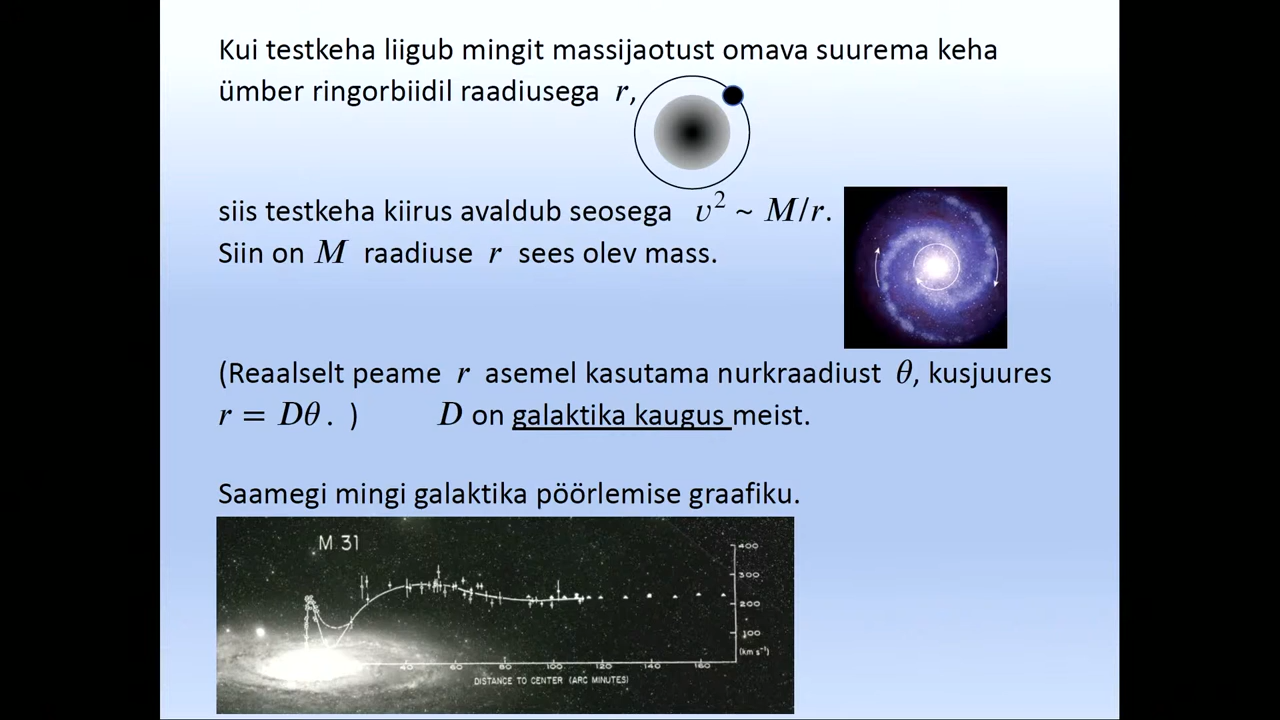 Kui testkeha liigub mingit massijaotust omava suurema keha
ümber ringorbiidil raadiusega r,
siis testkeha kiirus avaldub seosega v² ~ M/r.
Siin on M raadiuse r sees olev mass.
(Reaalselt peame r asemel kasutama nurkraadiust θ, kusjuures
r = Dθ . ) D on galaktika kaugus meist.
Saamegi mingi galaktika pöörlemise graafiku.
M 31
400
300
200
100
(km s⁻¹)
40 60 80 100 120 140 160
DISTANCE TO CENTER (ARC MINUTES)